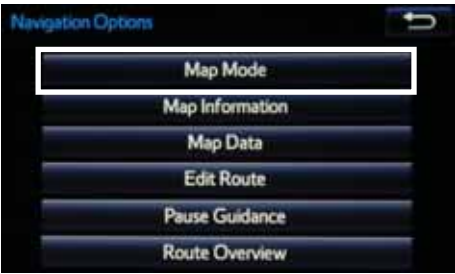 Navigation Options
Map Mode
Map Information
Map Data
Edit Route
Pause Guidance
Route Overview